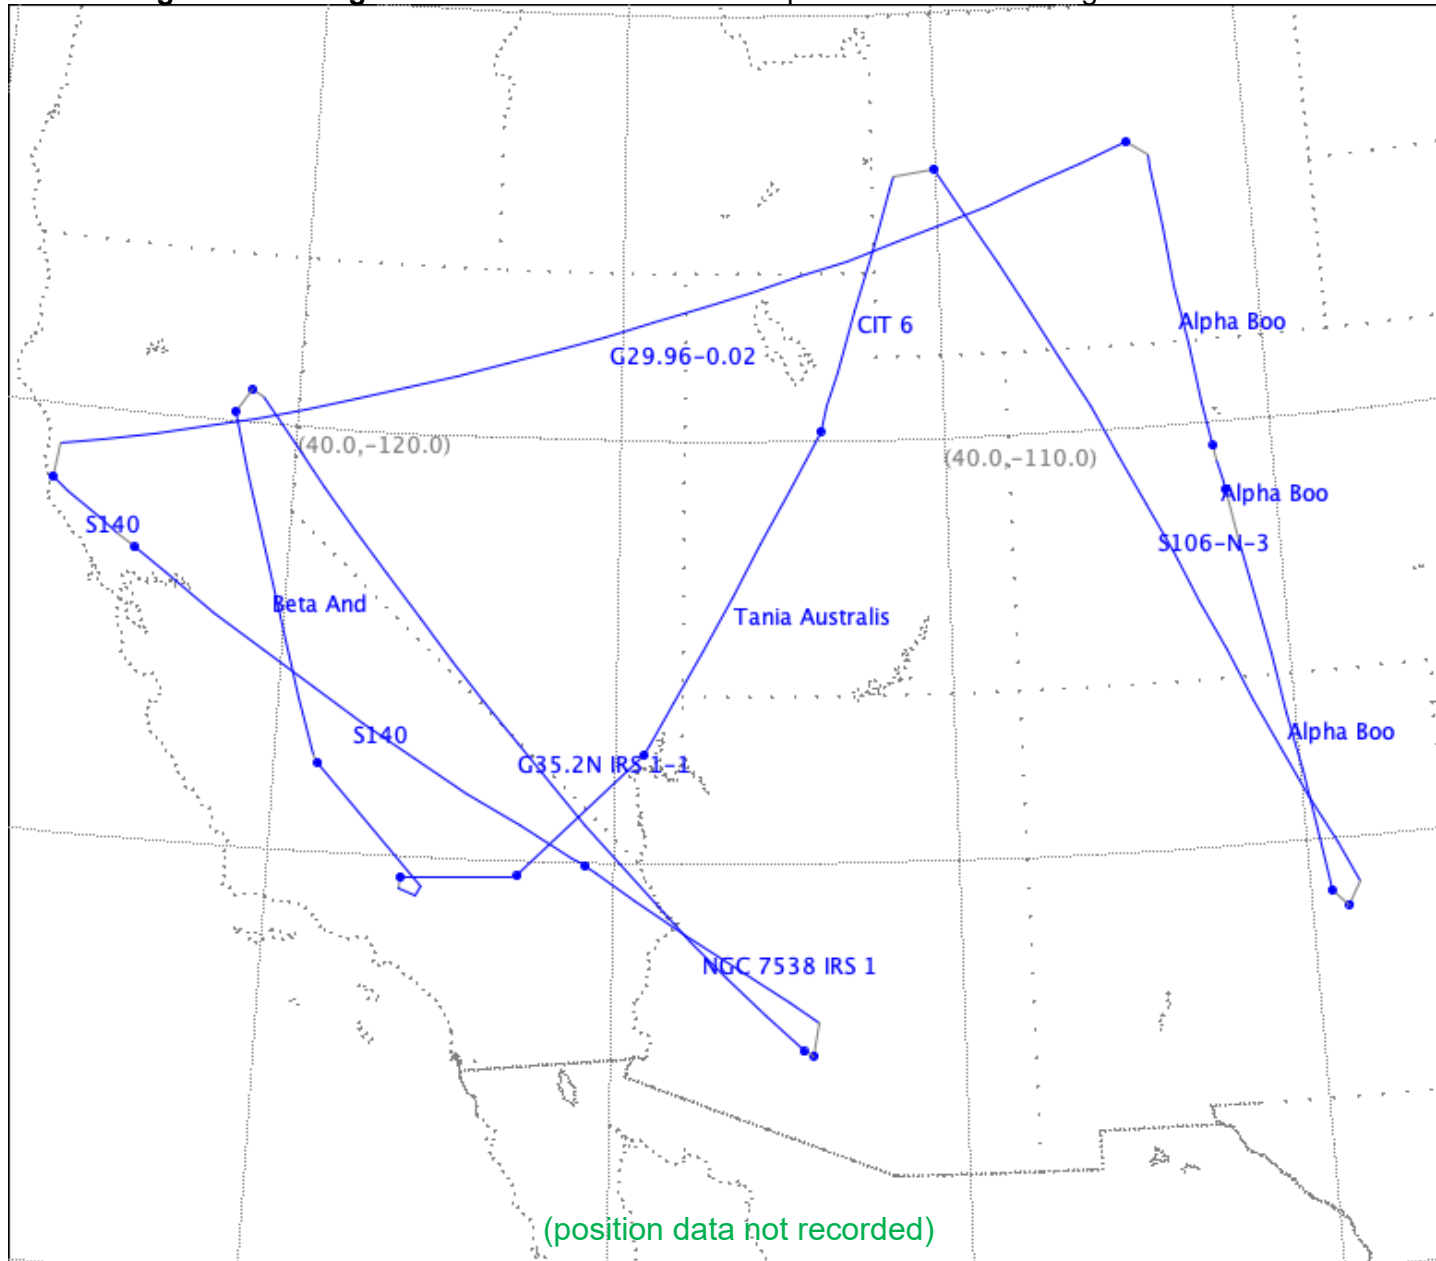 CIT 6
Alpha Boo
G29.96-0.02
(40.0,-120.0)
(40.0,-110.0)
Alpha Boo
S140
S106-N-3
Beta And
Tania Australis
S140
Alpha Boo
G35.2N IRS 1-1
NGC 7538 IRS 1
(position data not recorded)